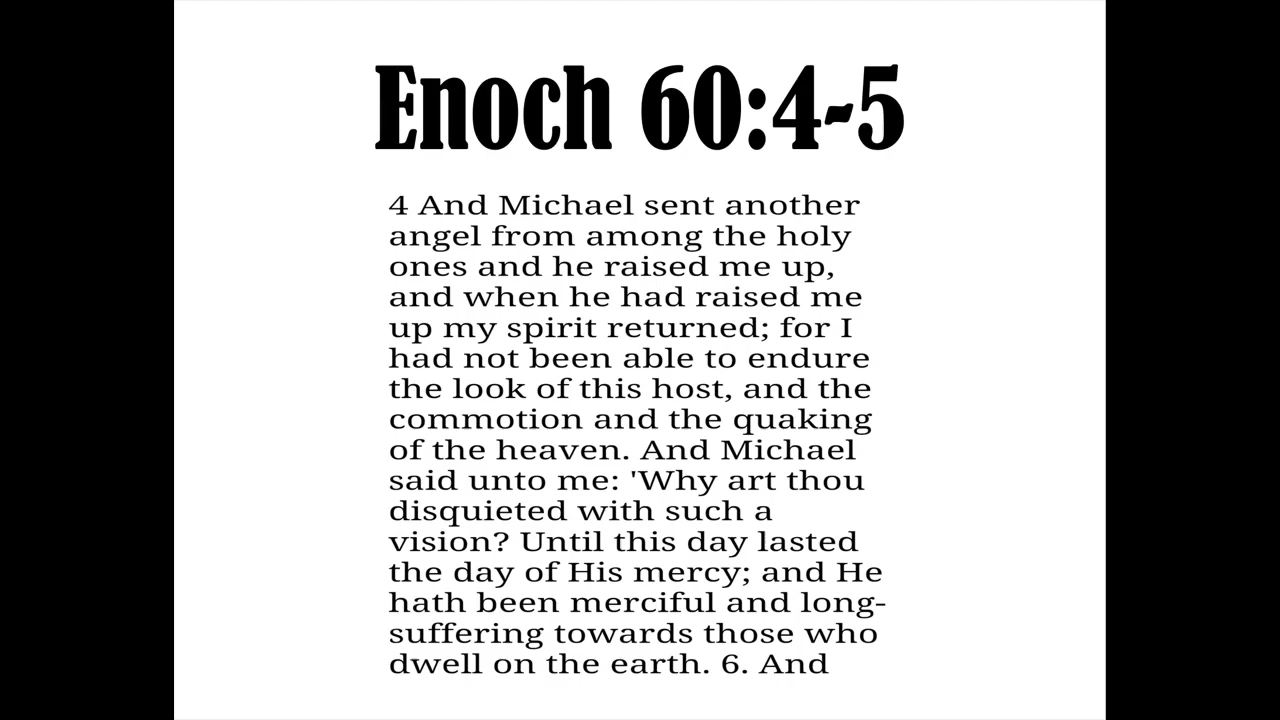 Enoch 60:4-5
4 And Michael sent another
angel from among the holy
ones and he raised me up,
and when he had raised me
up my spirit returned; for I
had not been able to endure
the look of this host, and the
commotion and the quaking
of the heaven. And Michael
said unto me: 'Why art thou
disquieted with such a
vision? Until this day lasted
the day of His mercy; and He
hath been merciful and long-
suffering towards those who
dwell on the earth. 6. And